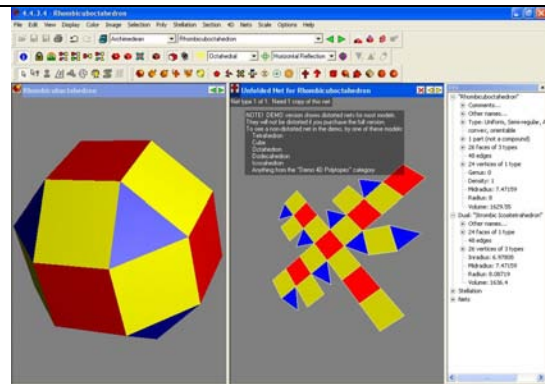 4.4.3.4 - Rhombicuboctahedron
File Edit View Display Color Image Selection Poly Stellation Section 4D Nets Scale Options Help
Archimedean Rhombicuboctahedron
Octahedral Horizontal Reflection
Rhombicuboctahedron
Unfolded Net for Rhombicuboctahedron
Net type 1 of 1. Need 1 copy of this net.
NOTE! DEMO version shows distorted nets for most models.
They will not be distorted if you purchase the full version.
To see a non-distorted net in the demo, try one of these models:
Tetrahedron
Cube
Octahedron
Dodecahedron
Icosahedron
Anything from the "Demo 4D Polytopes" category
"Rhombicuboctahedron"
Comments...
Other names...
Type: Uniform, Semi-regular, A
convex, orientable
1 part (not a compound)
26 faces of 3 types
48 edges
24 vertices of 1 type
Genus: 0
Density: 1
Midradius: 7.47159
Radius: 8
Volume: 1629.55
Dual: "Strombic Icositetrahedron"
Other names...
24 faces of 1 type
48 edges
26 vertices of 3 types
Inradius: 6.97808
Midradius: 7.47159
Radius: 8.08719
Volume: 1636.4
Stellation
Nets